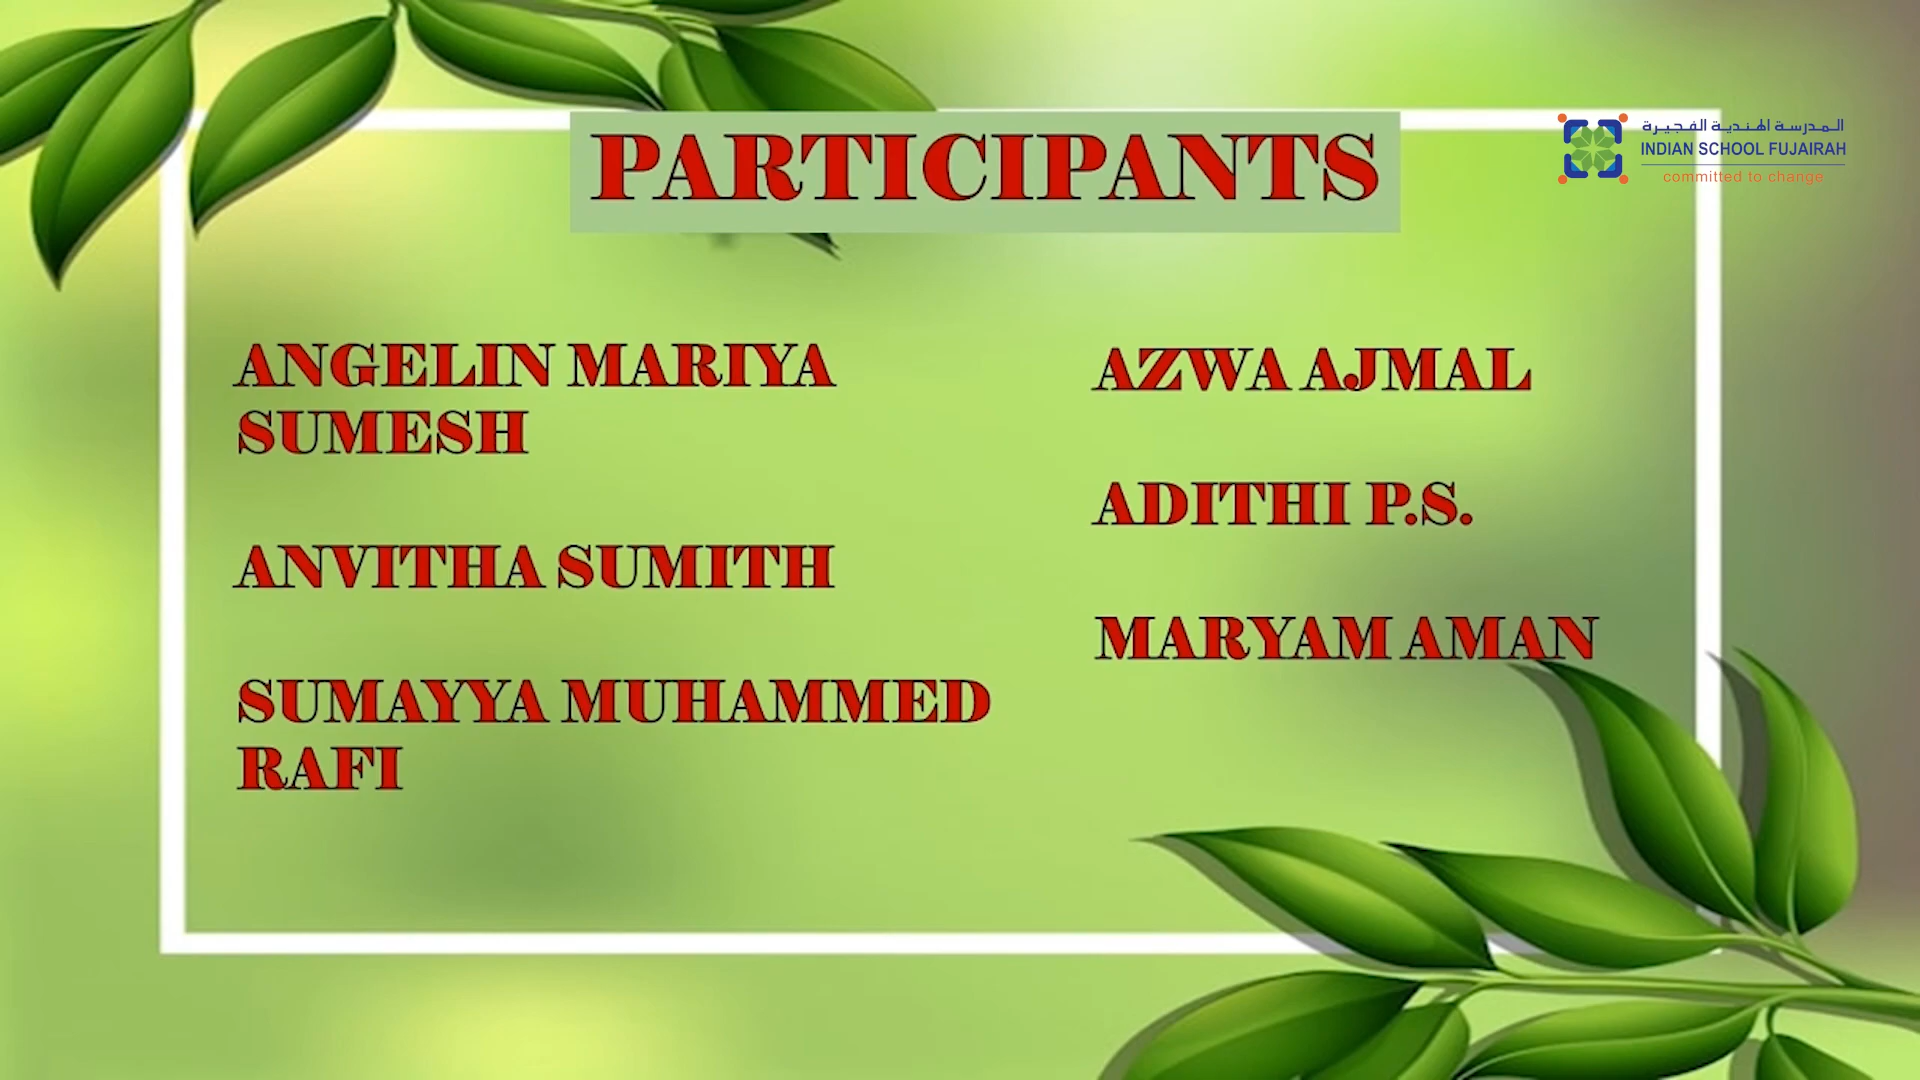 PARTICIPANTS
المدرسة الهندية الفجيرة
INDIAN SCHOOL FUJAIRAH
committed to change
ANGELIN MARIYA
SUMESH
ANVITHA SUMITH
SUMAYYA MUHAMMED
RAFI
AZWA AJMAL
ADITHI P.S.
MARYAM AMAN